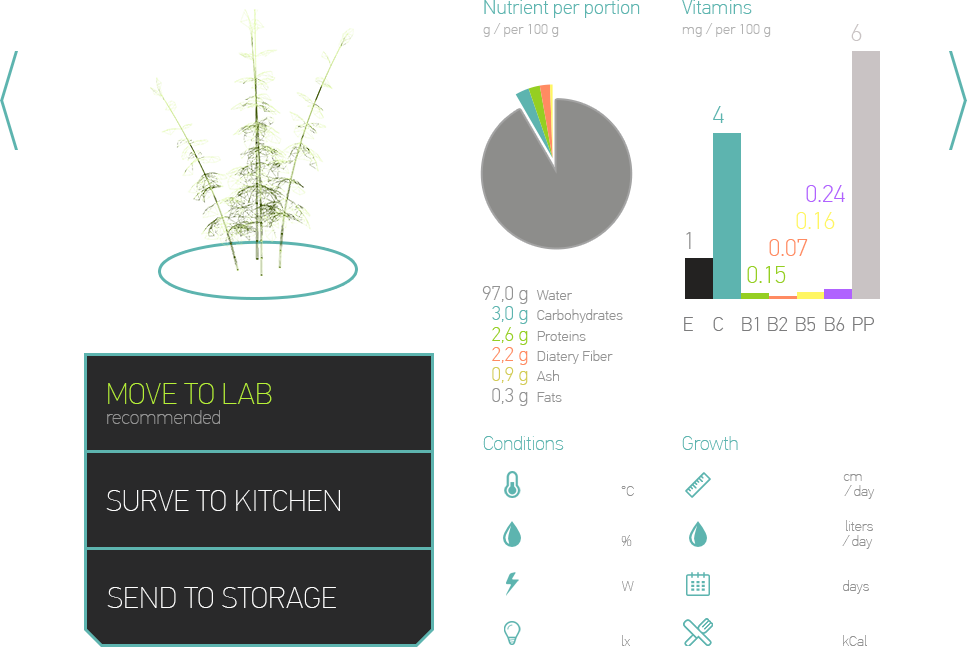 Nutrient per portion
g / per 100 g
Vitamins
mg / per 100 g
6
4
0.24
0.16
1
0.07
0.15
E C B1 B2 B5 B6 PP
97,0 g Water
3,0 g Carbohydrates
2,6 g Proteins
2,2 g Diatery Fiber
0,9 g Ash
0,3 g Fats
MOVE TO LAB
recommended
SURVE TO KITCHEN
SEND TO STORAGE
Conditions
°C
%
W
lx
Growth
cm
/ day
liters
/ day
days
kCal